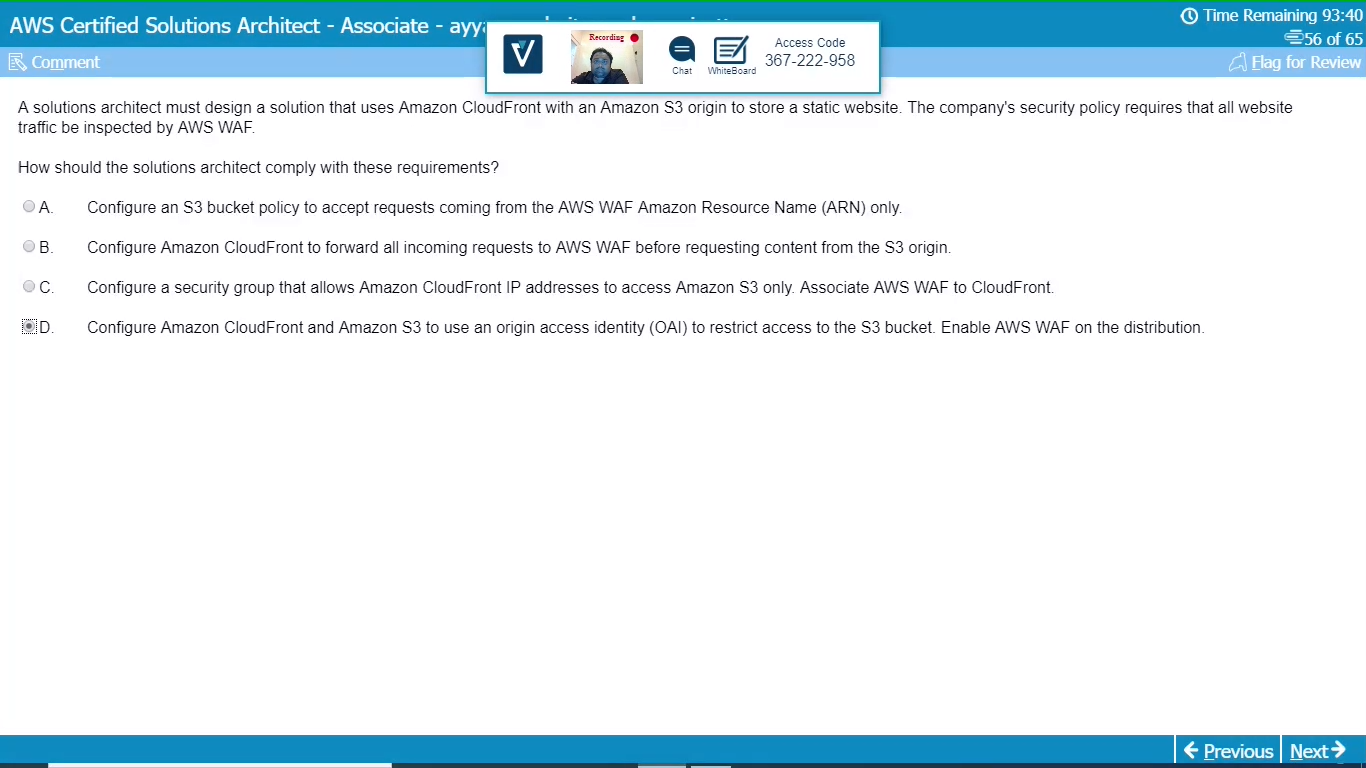 AWS Certified Solutions Architect - Associate -
Time Remaining 93:40
56 of 65
Comment
Flag for Review
Recording
Chat
WhiteBoard
Access Code
367-222-958
A solutions architect must design a solution that uses Amazon CloudFront with an Amazon S3 origin to store a static website. The company's security policy requires that all website
traffic be inspected by AWS WAF.
How should the solutions architect comply with these requirements?
A. Configure an S3 bucket policy to accept requests coming from the AWS WAF Amazon Resource Name (ARN) only.
B. Configure Amazon CloudFront to forward all incoming requests to AWS WAF before requesting content from the S3 origin.
C. Configure a security group that allows Amazon CloudFront IP addresses to access Amazon S3 only. Associate AWS WAF to CloudFront.
D. Configure Amazon CloudFront and Amazon S3 to use an origin access identity (OAI) to restrict access to the S3 bucket. Enable AWS WAF on the distribution.
Previous
Next